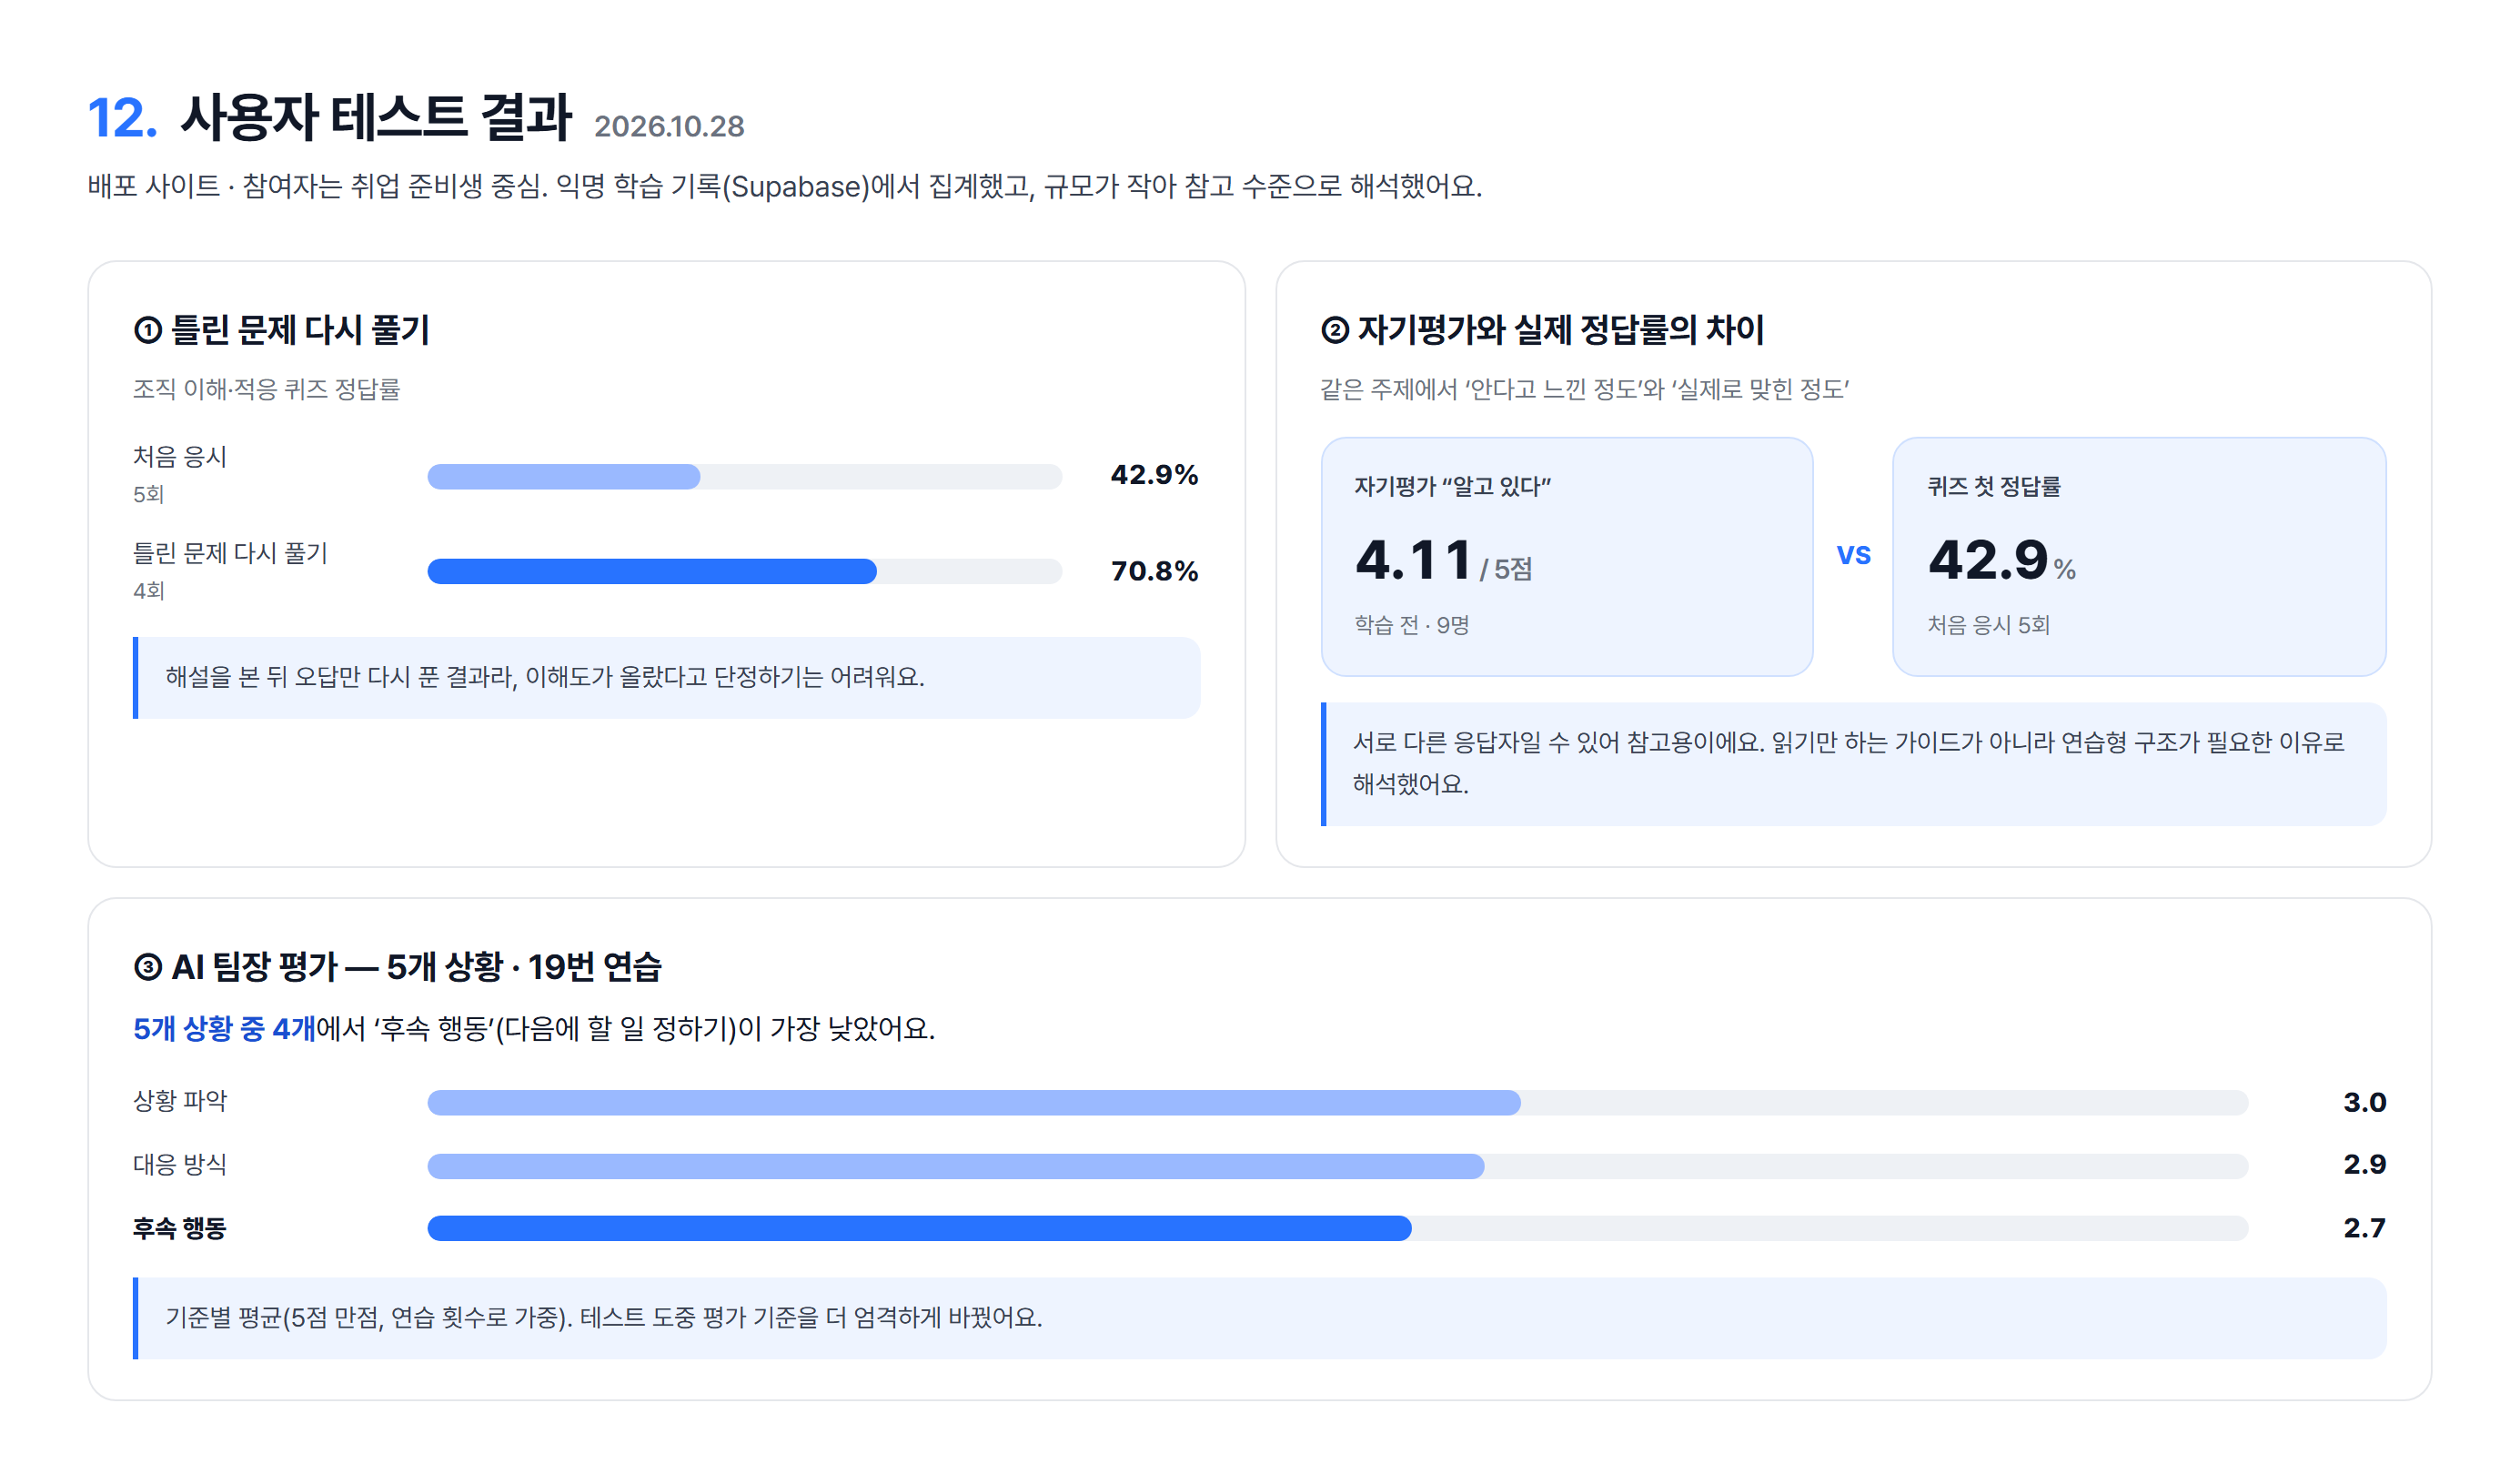 12. 사용자 테스트 결과 2026.10.28
배포 사이트 · 참여자는 취업 준비생 중심. 익명 학습 기록(Supabase)에서 집계했고, 규모가 작아 참고 수준으로 해석했어요.
① 틀린 문제 다시 풀기
조직 이해·적응 퀴즈 정답률
처음 응시
5회
42.9%
틀린 문제 다시 풀기
4회
70.8%
해설을 본 뒤 오답만 다시 푼 결과라, 이해도가 올랐다고 단정하기는 어려워요.
② 자기평가와 실제 정답률의 차이
같은 주제에서 ‘안다고 느낀 정도’와 ‘실제로 맞힌 정도’
자기평가 “알고 있다”
4.11 / 5점
학습 전 · 9명
VS
퀴즈 첫 정답률
42.9%
처음 응시 5회
서로 다른 응답자일 수 있어 참고용이에요. 읽기만 하는 가이드가 아니라 연습형 구조가 필요한 이유로
해석했어요.
③ AI 팀장 평가 — 5개 상황 · 19번 연습
5개 상황 중 4개에서 ‘후속 행동’(다음에 할 일 정하기)이 가장 낮았어요.
상황 파악 3.0
대응 방식 2.9
후속 행동 2.7
기준별 평균(5점 만점, 연습 횟수로 가중). 테스트 도중 평가 기준을 더 엄격하게 바꿨어요.